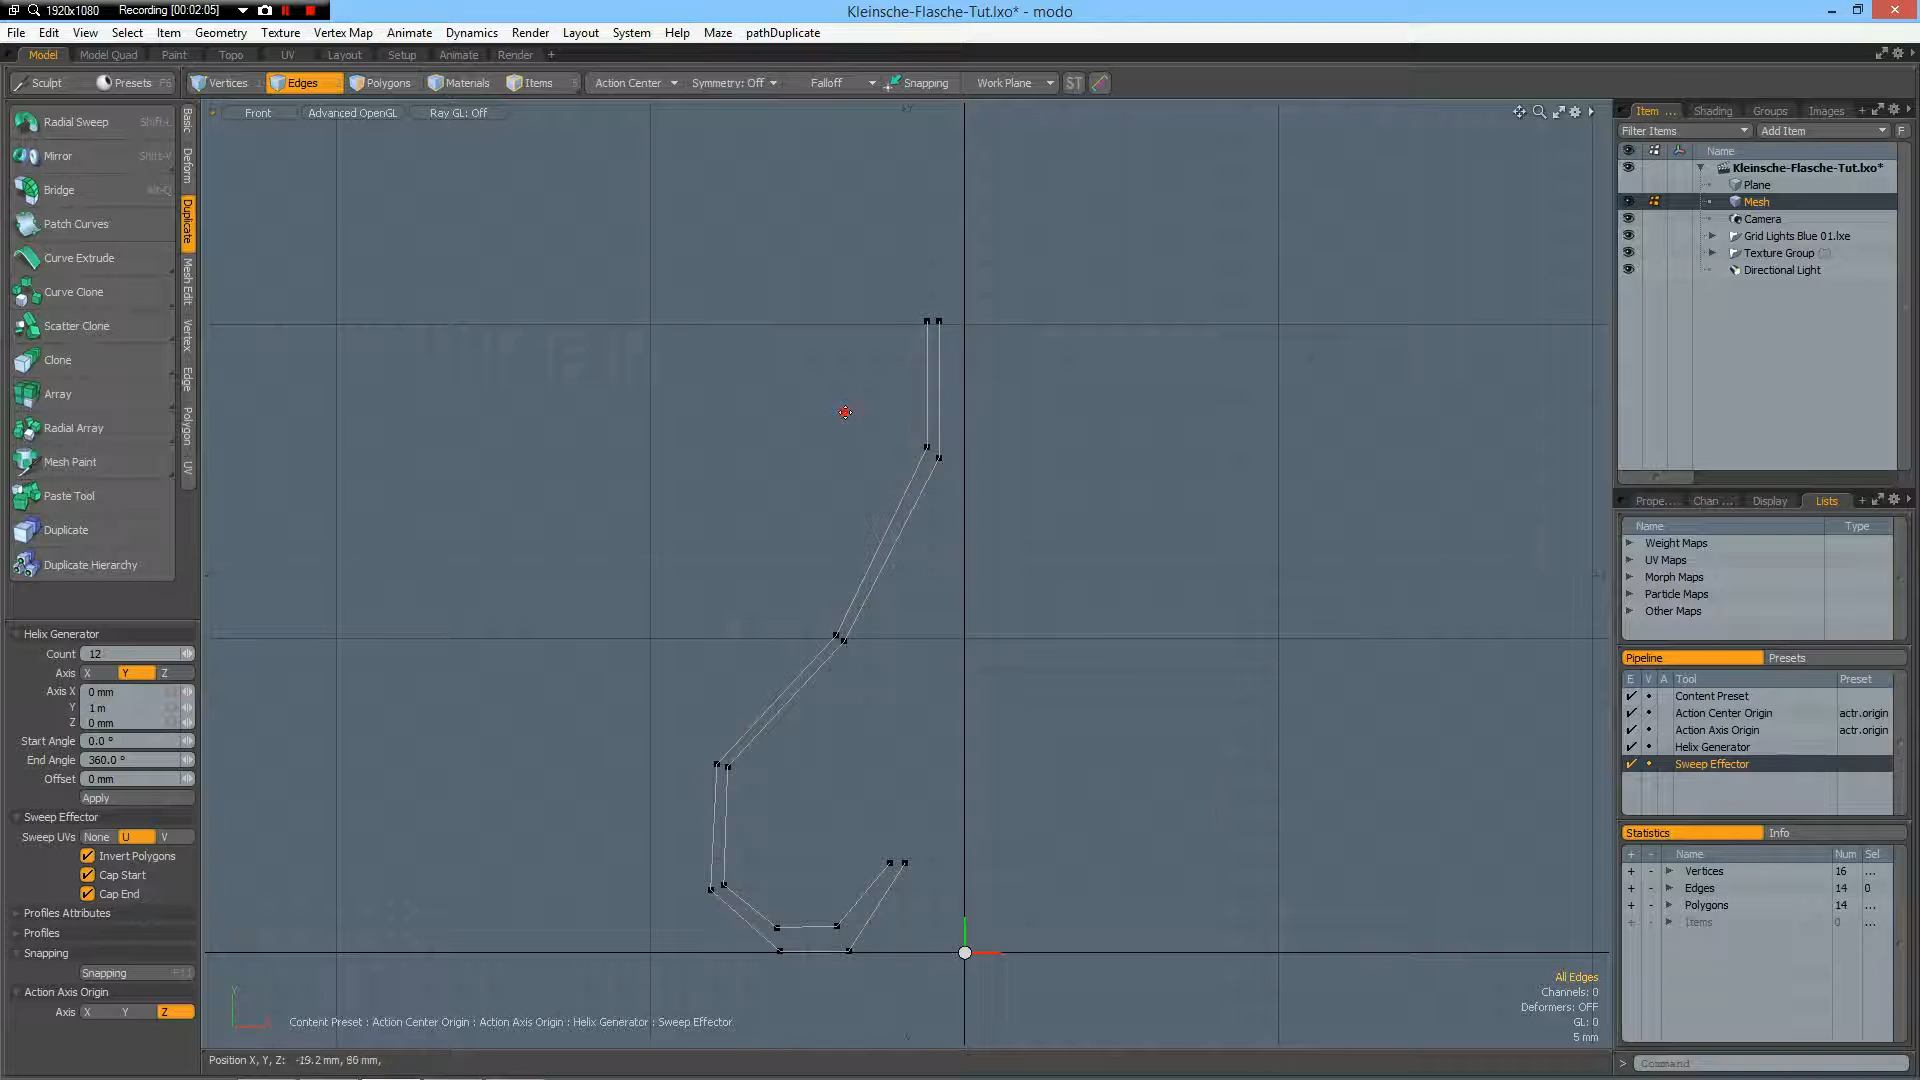 1920x1080 Recording [00:02:05]
Kleinsche-Flasche-Tut.lxo* - modo
File Edit View Select Item Geometry Texture Vertex Map Animate Dynamics Render Layout System Help Maze pathDuplicate
Model Model Quad Paint Topo UV Layout Setup Animate Render +
Sculpt Presets F6 Vertices Edges Polygons Materials Items Action Center Symmetry: Off Falloff Snapping Work Plane ST
Front Advanced OpenGL Ray GL: Off
Radial Sweep Shift-L
Mirror Shift-V
Bridge Alt-Q
Patch Curves
Curve Extrude
Curve Clone
Scatter Clone
Clone
Array
Radial Array
Mesh Paint
Paste Tool
Duplicate
Duplicate Hierarchy
Basic
Deform
Duplicate
Mesh Edit
Vertex
Edge
Polygon
UV
Helix Generator
Count 12
Axis X Y Z
Axis X 0 mm
Y 1 m
Z 0 mm
Start Angle 0.0 °
End Angle 360.0 °
Offset 0 mm
Apply
Sweep Effector
Sweep UVs None U V
Invert Polygons
Cap Start
Cap End
Profiles Attributes
Profiles
Snapping
Snapping F11
Action Axis Origin
Axis X Y Z
Content Preset : Action Center Origin : Action Axis Origin : Helix Generator : Sweep Effector
Position X, Y, Z: -19.2 mm, 86 mm,
All Edges
Channels: 0
Deformers: OFF
GL: 0
5 mm
Item ... Shading Groups Images +
Filter Items Add Item F
Name
Kleinsche-Flasche-Tut.lxo*
Plane
Mesh
Camera
Grid Lights Blue 01.lxe
Texture Group
Directional Light
Prope... Chan ... Display Lists +
Name Type
Weight Maps
UV Maps
Morph Maps
Particle Maps
Other Maps
Pipeline Presets
E V A Tool Preset
Content Preset
Action Center Origin actr.origin
Action Axis Origin actr.origin
Helix Generator
Sweep Effector
Statistics Info
+ - Name Num Sel
+ - Vertices 16 ...
+ - Edges 14 0
+ - Polygons 14 ...
+ - Items 0 ...
> Command